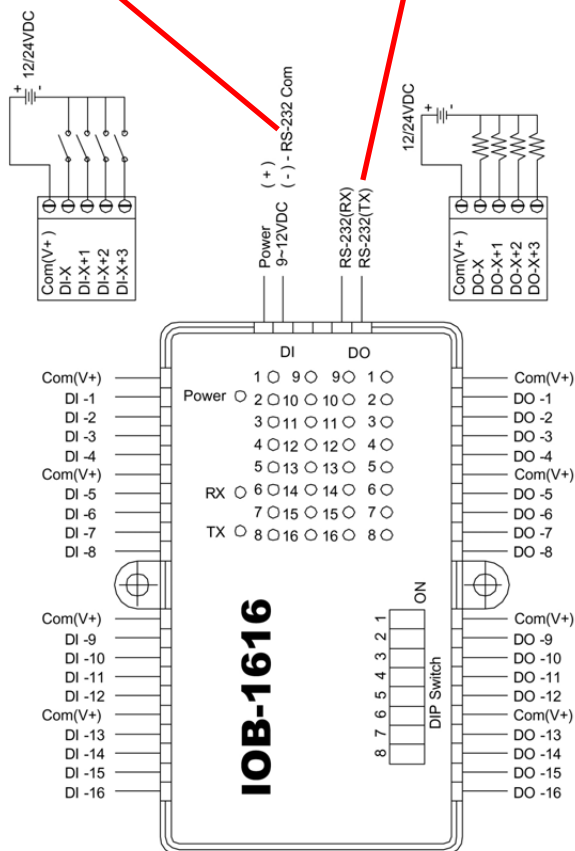 12/24VDC
+ -
Com(V+)
DI-X
DI-X+1
DI-X+2
DI-X+3
Power ( + )
9~12VDC ( - ) - RS-232 Com
RS-232(RX)
RS-232(TX)
12/24VDC
+ -
Com(V+ )
DO-X
DO-X+1
DO-X+2
DO-X+3
DI DO
1 9 9 1
Power 2 10 10 2
3 11 11 3
4 12 12 4
5 13 13 5
RX 6 14 14 6
7 15 15 7
TX 8 16 16 8
Com(V+)
DI -1
DI -2
DI -3
DI -4
Com(V+)
DI -5
DI -6
DI -7
DI -8
Com(V+)
DI -9
DI -10
DI -11
DI -12
Com(V+)
DI -13
DI -14
DI -15
DI -16
IOB-1616
ON
1
2
3
4
5
6
7
8
DIP Switch
Com(V+)
DO -1
DO -2
DO -3
DO -4
Com(V+)
DO -5
DO -6
DO -7
DO -8
Com(V+)
DO -9
DO -10
DO -11
DO -12
Com(V+)
DO -13
DO -14
DO -15
DO -16